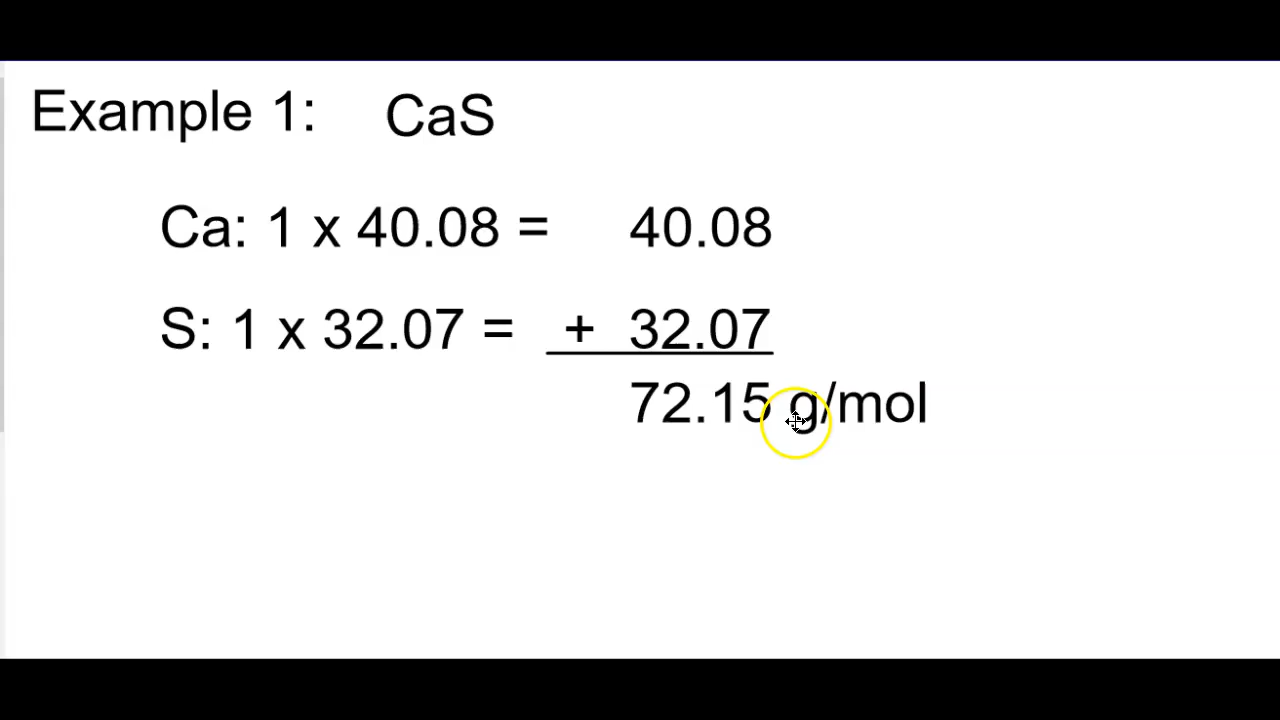 Example 1: CaS
Ca: 1 x 40.08 = 40.08
S: 1 x 32.07 = + 32.07
72.15 g/mol